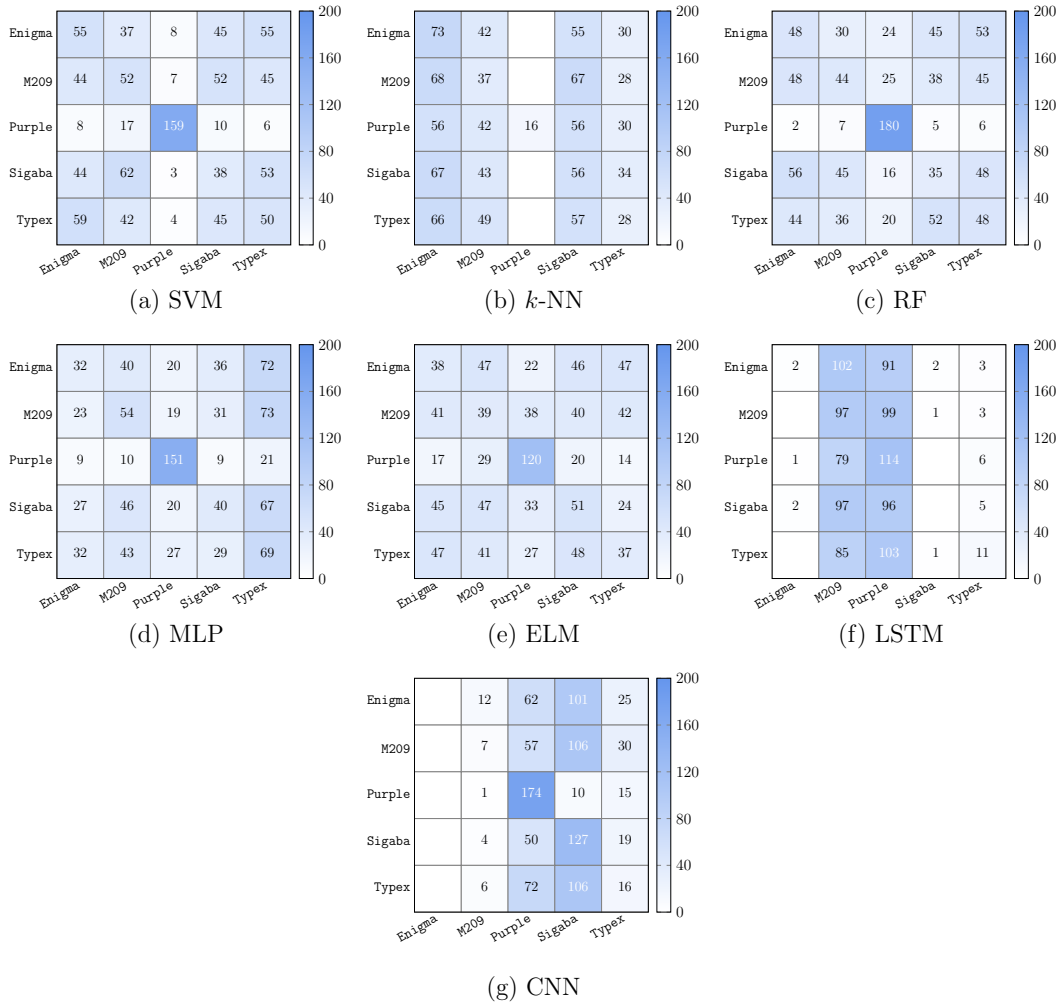 Enigma 55 37 8 45 55
M209 44 52 7 52 45
Purple 8 17 159 10 6
Sigaba 44 62 3 38 53
Typex 59 42 4 45 50
Enigma M209 Purple Sigaba Typex
200
160
120
80
40
0
(a) SVM
Enigma 73 42 55 30
M209 68 37 67 28
Purple 56 42 16 56 30
Sigaba 67 43 56 34
Typex 66 49 57 28
Enigma M209 Purple Sigaba Typex
200
160
120
80
40
0
(b) k-NN
Enigma 48 30 24 45 53
M209 48 44 25 38 45
Purple 2 7 180 5 6
Sigaba 56 45 16 35 48
Typex 44 36 20 52 48
Enigma M209 Purple Sigaba Typex
200
160
120
80
40
0
(c) RF
Enigma 32 40 20 36 72
M209 23 54 19 31 73
Purple 9 10 151 9 21
Sigaba 27 46 20 40 67
Typex 32 43 27 29 69
Enigma M209 Purple Sigaba Typex
200
160
120
80
40
0
(d) MLP
Enigma 38 47 22 46 47
M209 41 39 38 40 42
Purple 17 29 120 20 14
Sigaba 45 47 33 51 24
Typex 47 41 27 48 37
Enigma M209 Purple Sigaba Typex
200
160
120
80
40
0
(e) ELM
Enigma 2 102 91 2 3
M209 97 99 1 3
Purple 1 79 114 6
Sigaba 2 97 96 5
Typex 85 103 1 11
Enigma M209 Purple Sigaba Typex
200
160
120
80
40
0
(f) LSTM
Enigma 12 62 101 25
M209 7 57 106 30
Purple 1 174 10 15
Sigaba 4 50 127 19
Typex 6 72 106 16
Enigma M209 Purple Sigaba Typex
200
160
120
80
40
0
(g) CNN